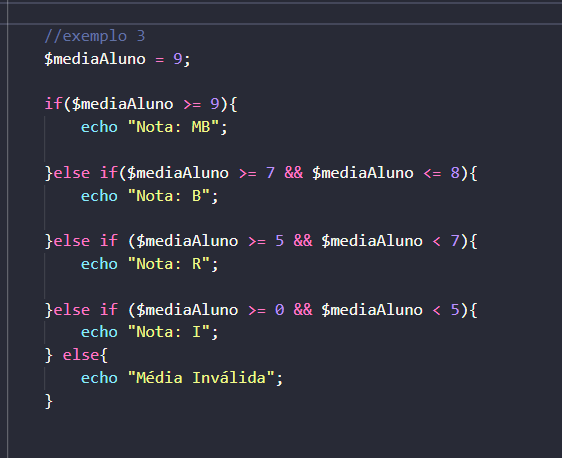 //exemplo 3
$mediaAluno = 9;
if($mediaAluno >= 9){
echo "Nota: MB";
}else if($mediaAluno >= 7 && $mediaAluno <= 8){
echo "Nota: B";
}else if ($mediaAluno >= 5 && $mediaAluno < 7){
echo "Nota: R";
}else if ($mediaAluno >= 0 && $mediaAluno < 5){
echo "Nota: I";
} else{
echo "Média Inválida";
}